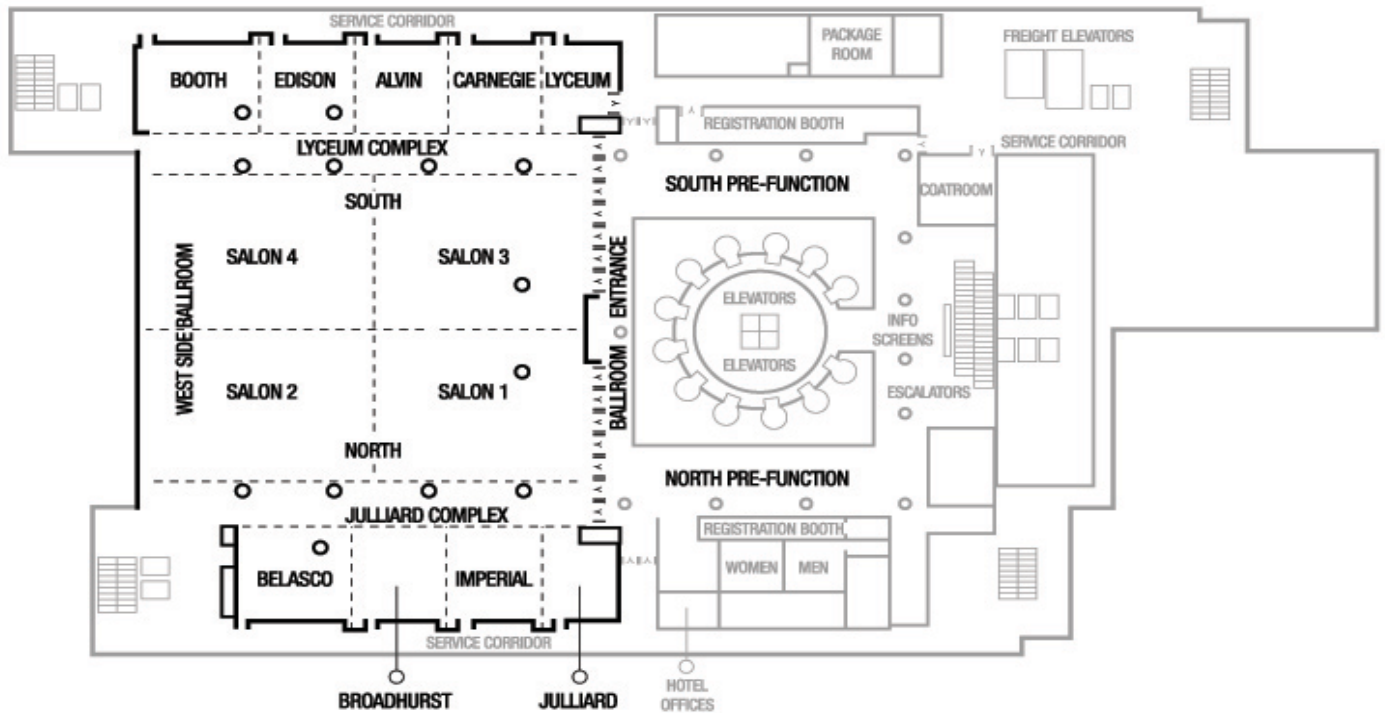 SERVICE CORRIDOR
PACKAGE
ROOM
FREIGHT ELEVATORS
BOOTH
EDISON
ALVIN
CARNEGIE
LYCEUM
REGISTRATION BOOTH
SERVICE CORRIDOR
LYCEUM COMPLEX
SOUTH PRE-FUNCTION
COATROOM
SOUTH
SALON 4
SALON 3
WEST SIDE BALLROOM
BALLROOM ENTRANCE
ELEVATORS
ELEVATORS
INFO
SCREENS
ESCALATORS
SALON 2
SALON 1
NORTH
NORTH PRE-FUNCTION
JULLIARD COMPLEX
REGISTRATION BOOTH
BELASCO
IMPERIAL
WOMEN
MEN
SERVICE CORRIDOR
BROADHURST
JULLIARD
HOTEL
OFFICES